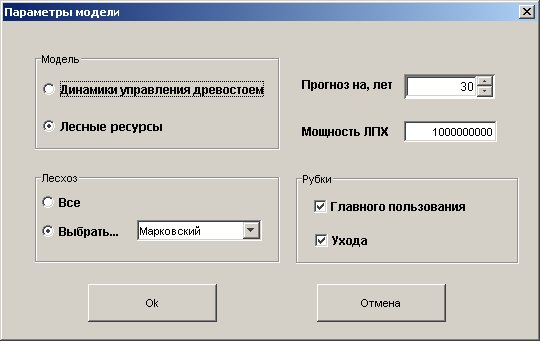 Параметры модели
Модель
Динамики управления древостоем
Лесные ресурсы
Прогноз на, лет 30
Мощность ЛПХ 1000000000
Лесхоз
Все
Выбрать... Марковский
Рубки
Главного пользования
Ухода
Ok
Отмена